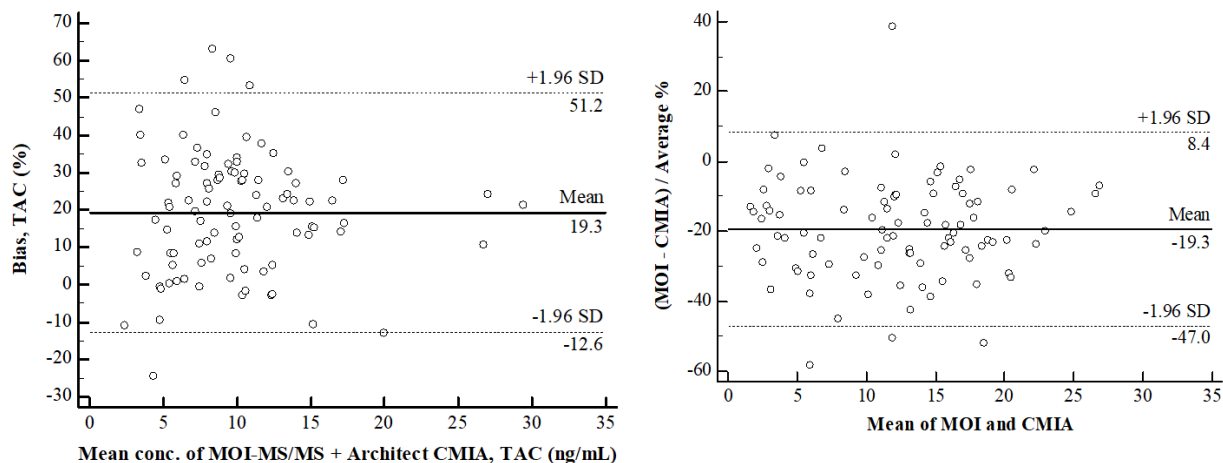 70
60
50
40
30
20
10
0
-10
-20
-30
Bias, TAC (%)
+1.96 SD
51.2
Mean
19.3
-1.96 SD
-12.6
0 5 10 15 20 25 30 35
Mean conc. of MOI-MS/MS + Architect CMIA, TAC (ng/mL)
40
20
0
-20
-40
-60
(MOI - CMIA) / Average %
+1.96 SD
8.4
Mean
-19.3
-1.96 SD
-47.0
0 5 10 15 20 25 30 35
Mean of MOI and CMIA